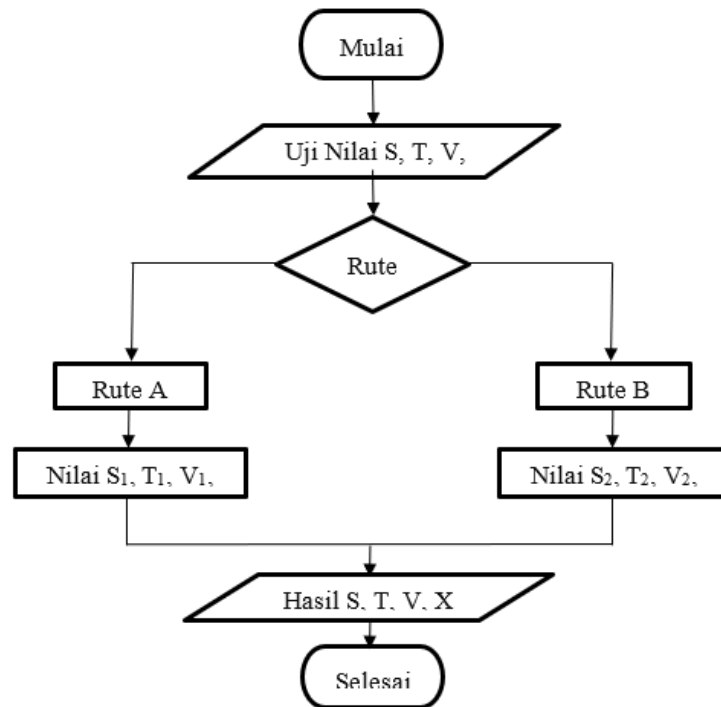 Mulai
Uji Nilai S, T, V,
Rute
Rute A
Rute B
Nilai S₁, T₁, V₁,
Nilai S₂, T₂, V₂,
Hasil S, T, V, X
Selesai